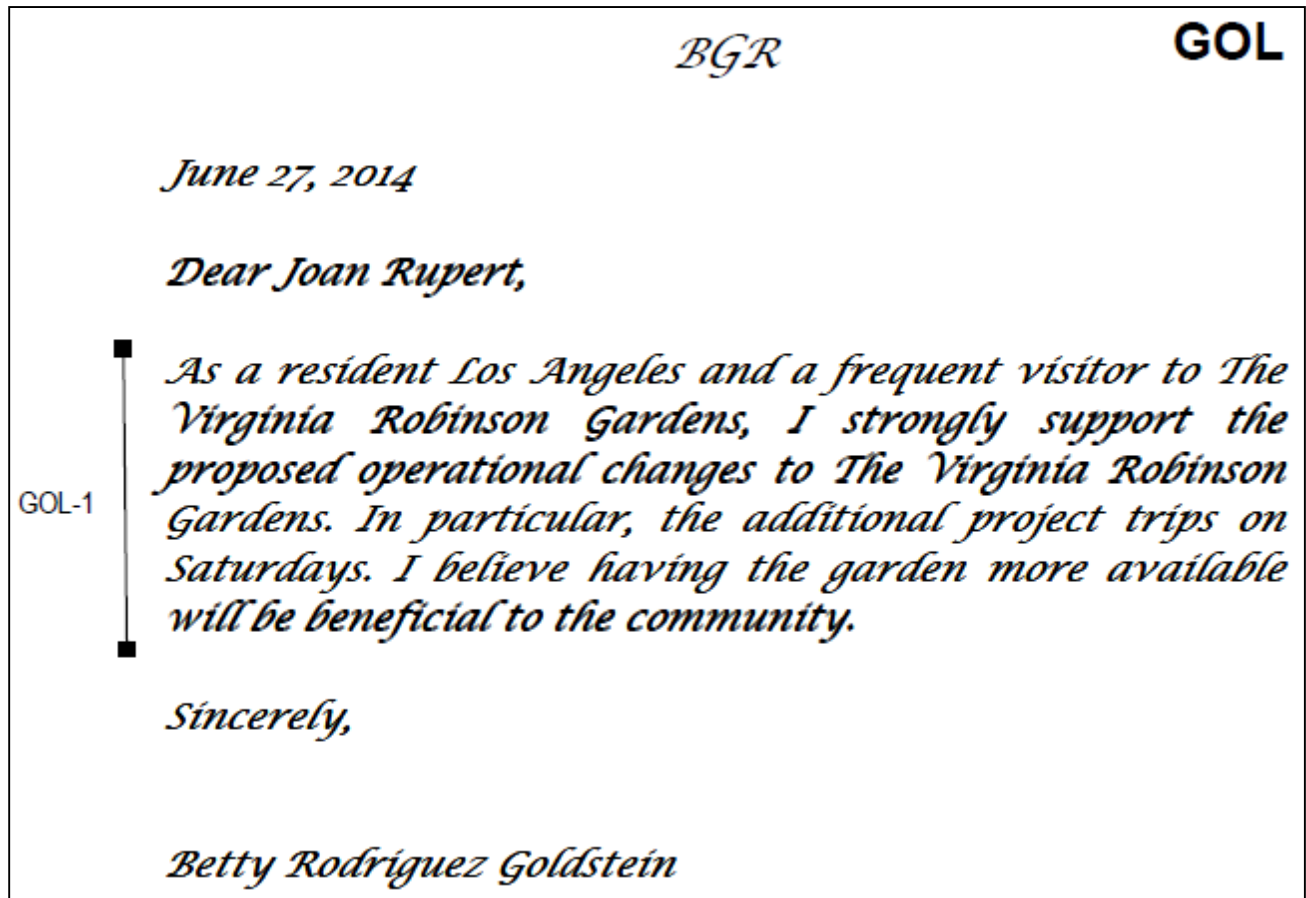 BGR
GOL
June 27, 2014
Dear Joan Rupert,
As a resident Los Angeles and a frequent visitor to The
Virginia Robinson Gardens, I strongly support the
proposed operational changes to The Virginia Robinson
GOL-1
Gardens. In particular, the additional project trips on
Saturdays. I believe having the garden more available
will be beneficial to the community.
Sincerely,
Betty Rodriguez Goldstein